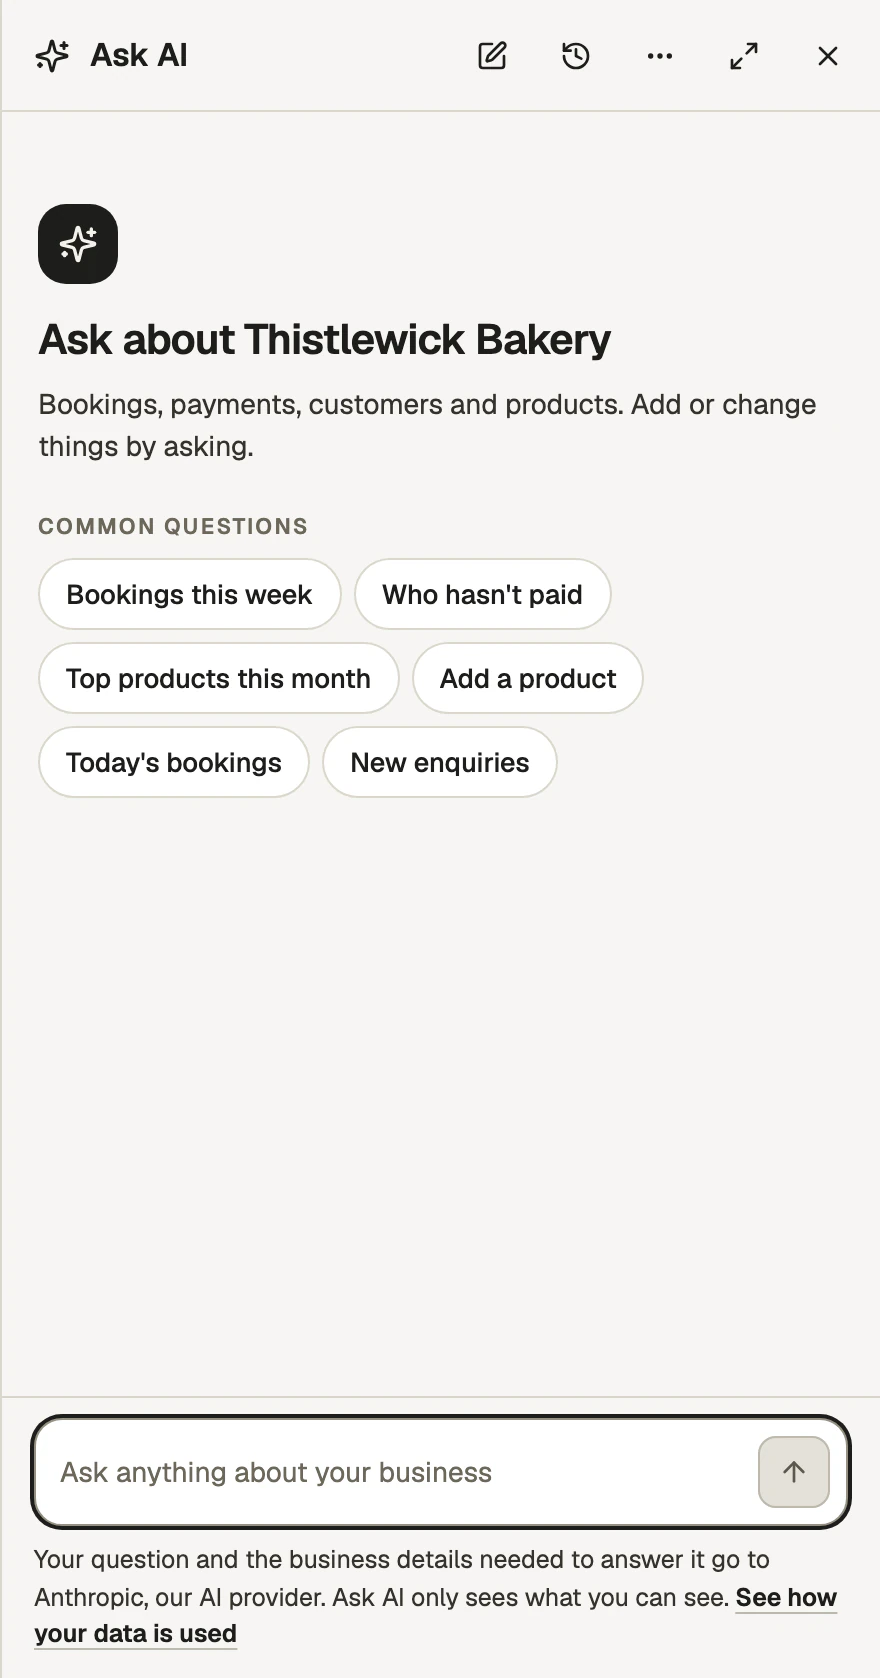 Ask AI
Ask about Thistlewick Bakery
Bookings, payments, customers and products. Add or change
things by asking.
COMMON QUESTIONS
Bookings this week
Who hasn't paid
Top products this month
Add a product
Today's bookings
New enquiries
Ask anything about your business
Your question and the business details needed to answer it go to
Anthropic, our AI provider. Ask AI only sees what you can see. See how
your data is used